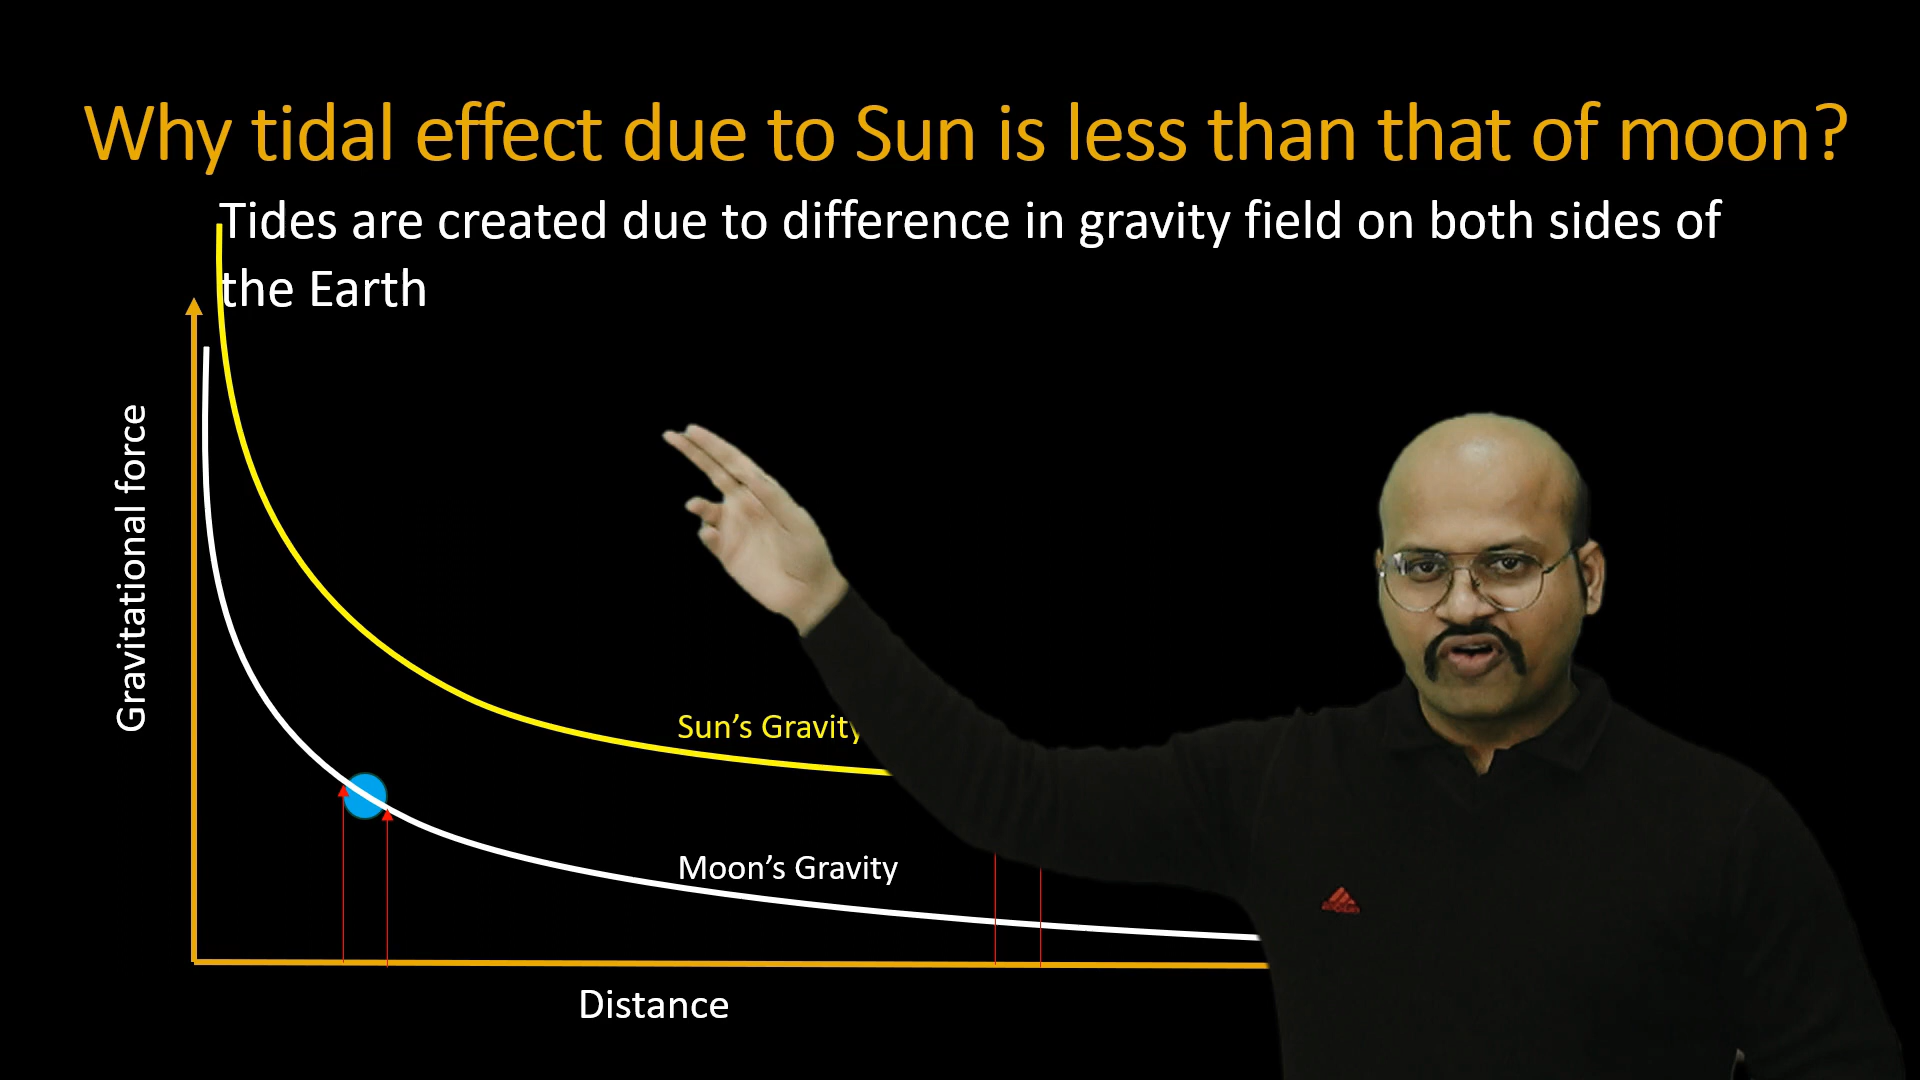 Why tidal effect due to Sun is less than that of moon?
Tides are created due to difference in gravity field on both sides of
the Earth
Gravitational force
Sun’s Gravity
Moon’s Gravity
Distance